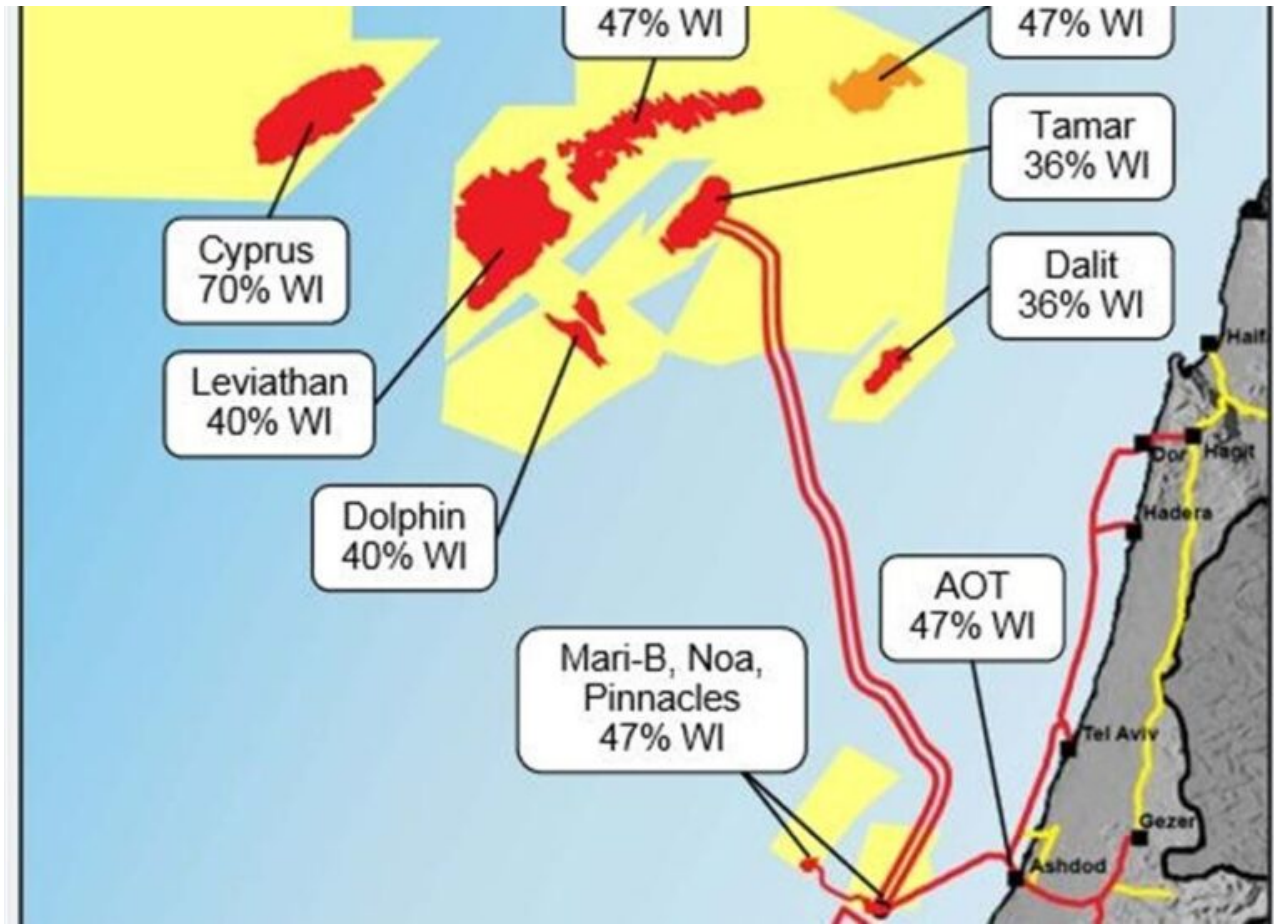 47% WI
47% WI
Tamar
36% WI
Cyprus
70% WI
Dalit
36% WI
Haif
Leviathan
40% WI
Dor
Hagit
Dolphin
40% WI
Hadera
AOT
47% WI
Mari-B, Noa,
Pinnacles
47% WI
Tel Aviv
Gezer
Ashdod